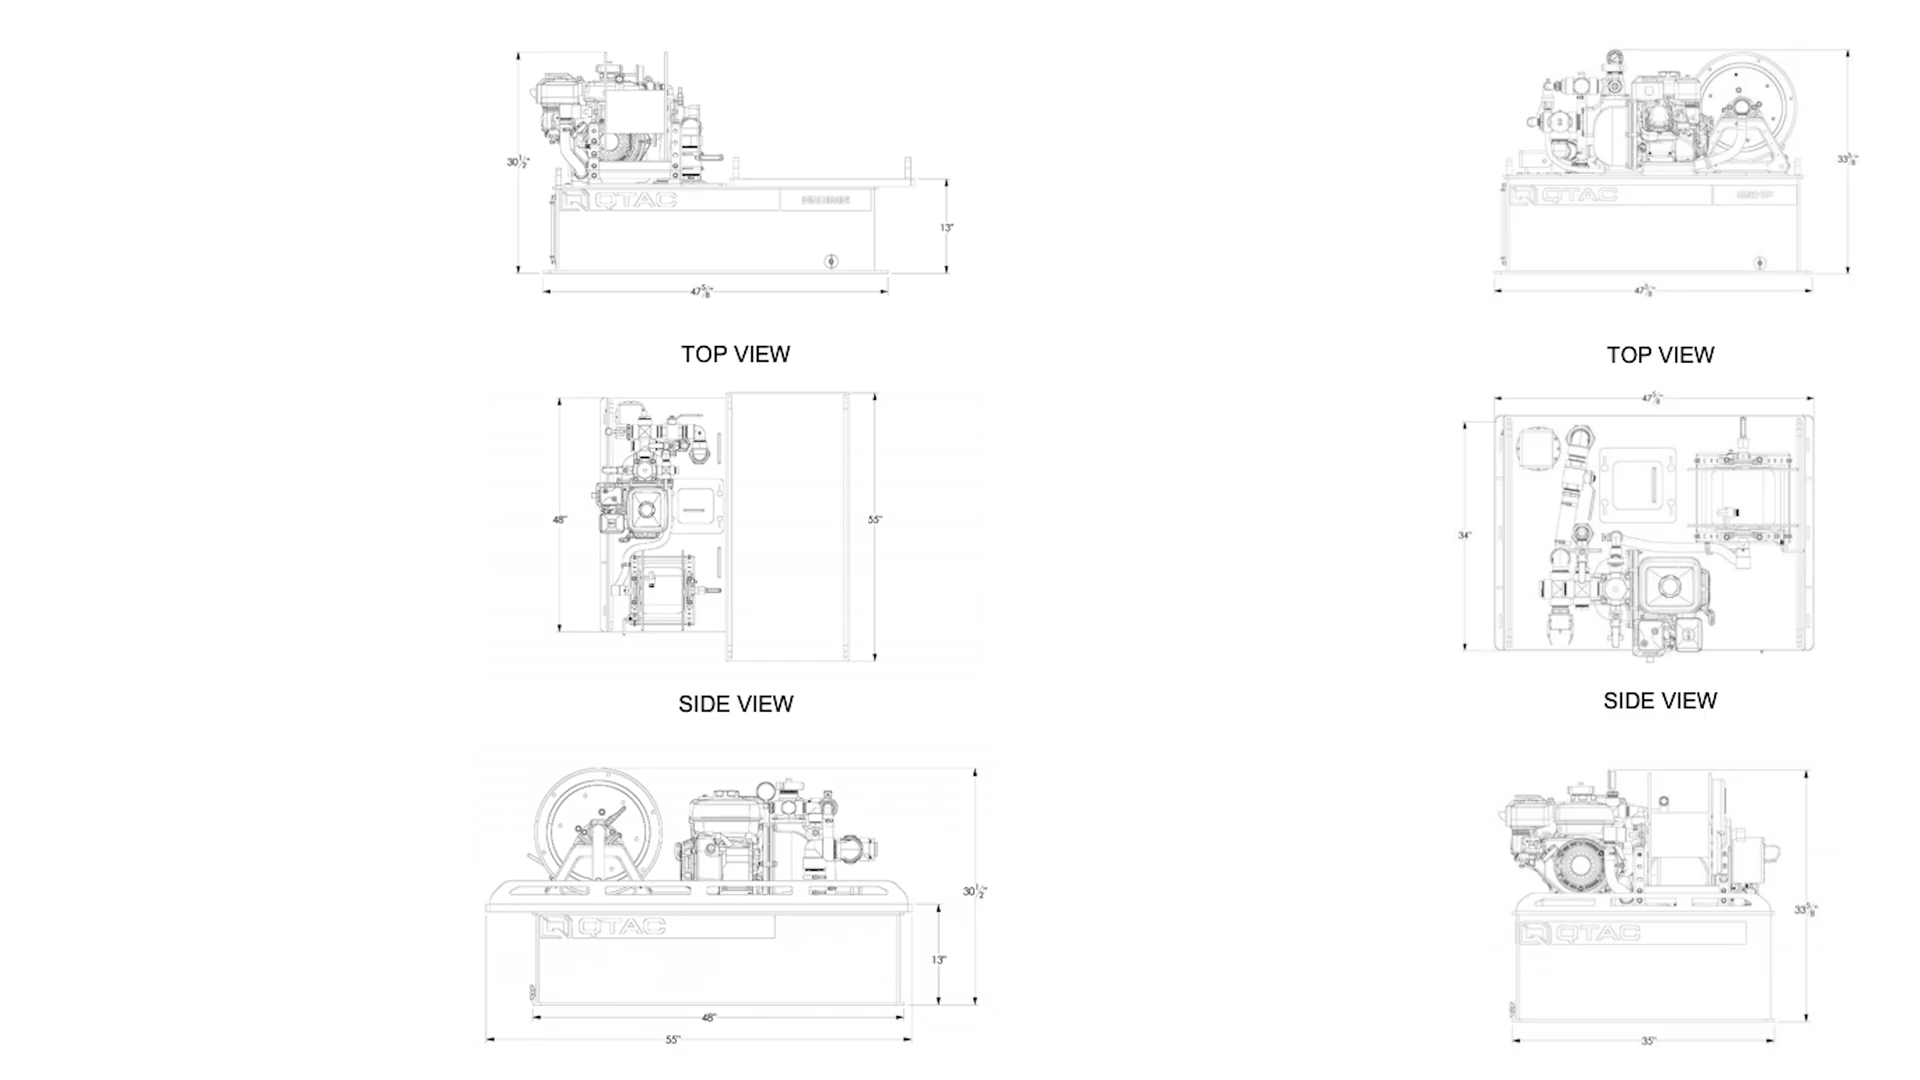 30 1/2"
QTAC
13"
47 5/8"
TOP VIEW
48"
55"
SIDE VIEW
30 1/2"
QTAC
13"
48"
55"
33 5/8"
QTAC
47 5/8"
TOP VIEW
47 5/8"
34"
SIDE VIEW
33 5/8"
QTAC
35"